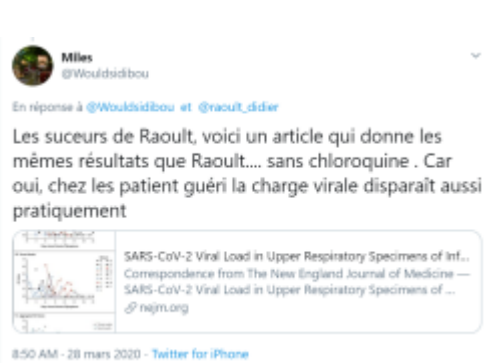 Miles
@Wouldsidibou
En réponse à @Wouldsidibou et @raoult_didier
Les suceurs de Raoult, voici un article qui donne les
mêmes résultats que Raoult.... sans chloroquine . Car
oui, chez les patient guéri la charge virale disparaît aussi
pratiquement
SARS-CoV-2 Viral Load in Upper Respiratory Specimens of Inf...
Correspondence from The New England Journal of Medicine —
SARS-CoV-2 Viral Load in Upper Respiratory Specimens of ...
nejm.org
8:50 AM · 28 mars 2020 · Twitter for iPhone